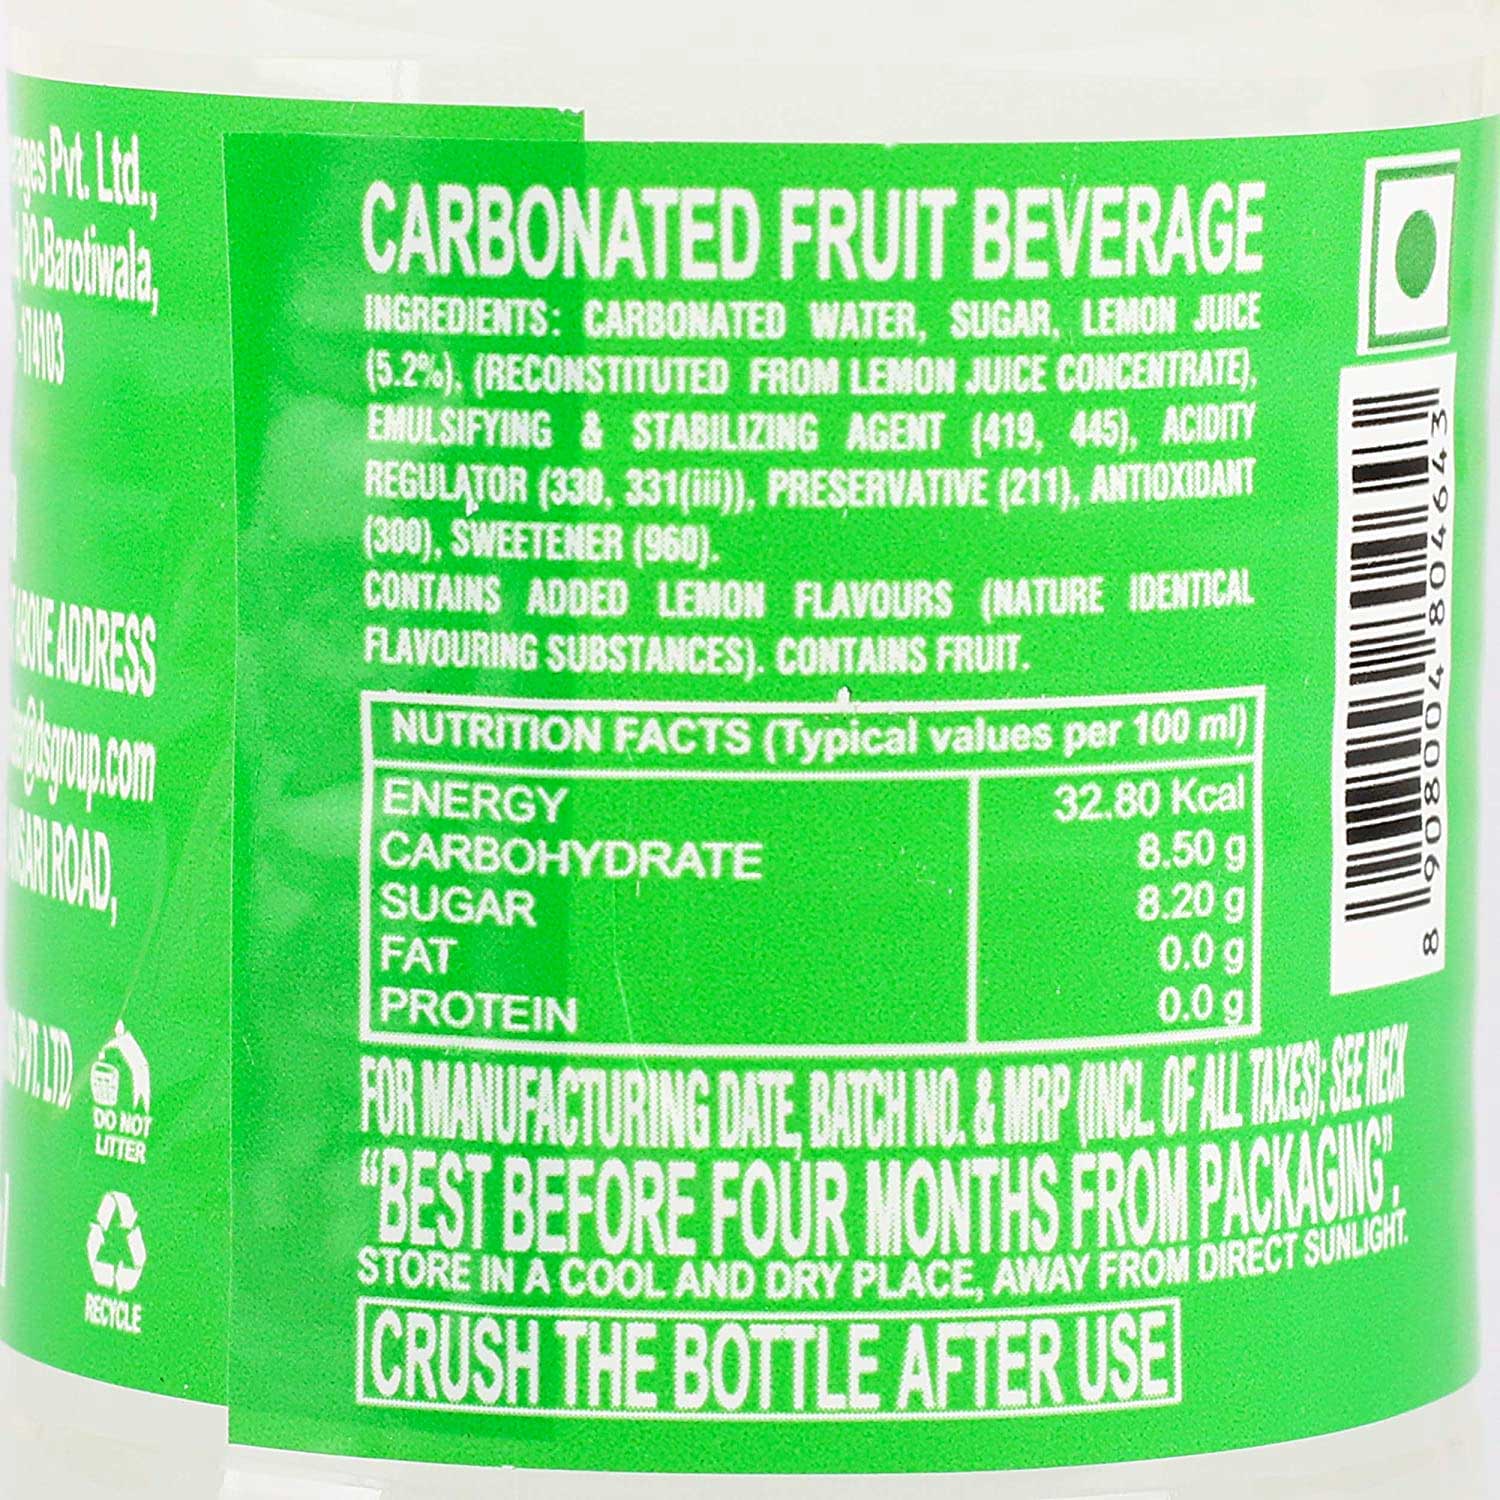 Pvt. Ltd.,
PO-Barotiwala,
174103
ABOVE ADDRESS
@dsgroup.com
ROAD,
PVT. LTD.
DO NOT
LITTER
RECYCLE
CARBONATED FRUIT BEVERAGE
INGREDIENTS: CARBONATED WATER, SUGAR, LEMON JUICE
(5.2%), (RECONSTITUTED FROM LEMON JUICE CONCENTRATE),
EMULSIFYING & STABILIZING AGENT (419, 445), ACIDITY
REGULATOR (330, 331(iii)), PRESERVATIVE (211), ANTIOXIDANT
(300), SWEETENER (960).
CONTAINS ADDED LEMON FLAVOURS (NATURE IDENTICAL
FLAVOURING SUBSTANCES). CONTAINS FRUIT.
NUTRITION FACTS (Typical values per 100 ml)
ENERGY 32.80 Kcal
CARBOHYDRATE 8.50 g
SUGAR 8.20 g
FAT 0.0 g
PROTEIN 0.0 g
FOR MANUFACTURING DATE, BATCH NO. & MRP (INCL. OF ALL TAXES): SEE NECK
"BEST BEFORE FOUR MONTHS FROM PACKAGING".
STORE IN A COOL AND DRY PLACE, AWAY FROM DIRECT SUNLIGHT.
CRUSH THE BOTTLE AFTER USE
8 908004 804643